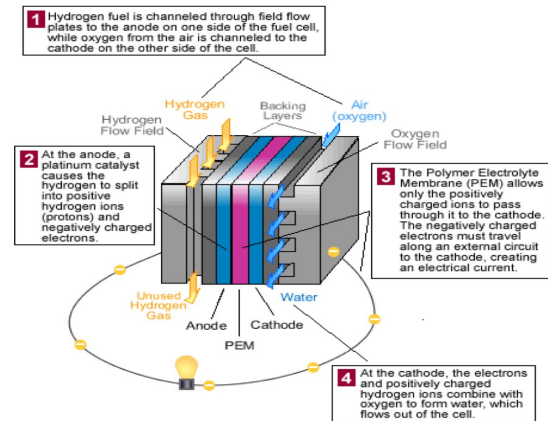 1 Hydrogen fuel is channeled through field flow
plates to the anode on one side of the fuel cell,
while oxygen from the air is channeled to the
cathode on the other side of the cell.
Hydrogen
Gas
Backing
Layers
Air
(oxygen)
Hydrogen
Flow Field
Oxygen
Flow Field
2 At the anode, a
platinum catalyst
causes the
hydrogen to split
into positive
hydrogen ions
(protons) and
negatively charged
electrons.
3 The Polymer Electrolyte
Membrane (PEM) allows
only the positively
charged ions to pass
through it to the cathode.
The negatively charged
electrons must travel
along an external circuit
to the cathode, creating
an electrical current.
Unused
Hydrogen
Gas
Water
Anode
Cathode
PEM
4 At the cathode, the electrons
and positively charged
hydrogen ions combine with
oxygen to form water, which
flows out of the cell.